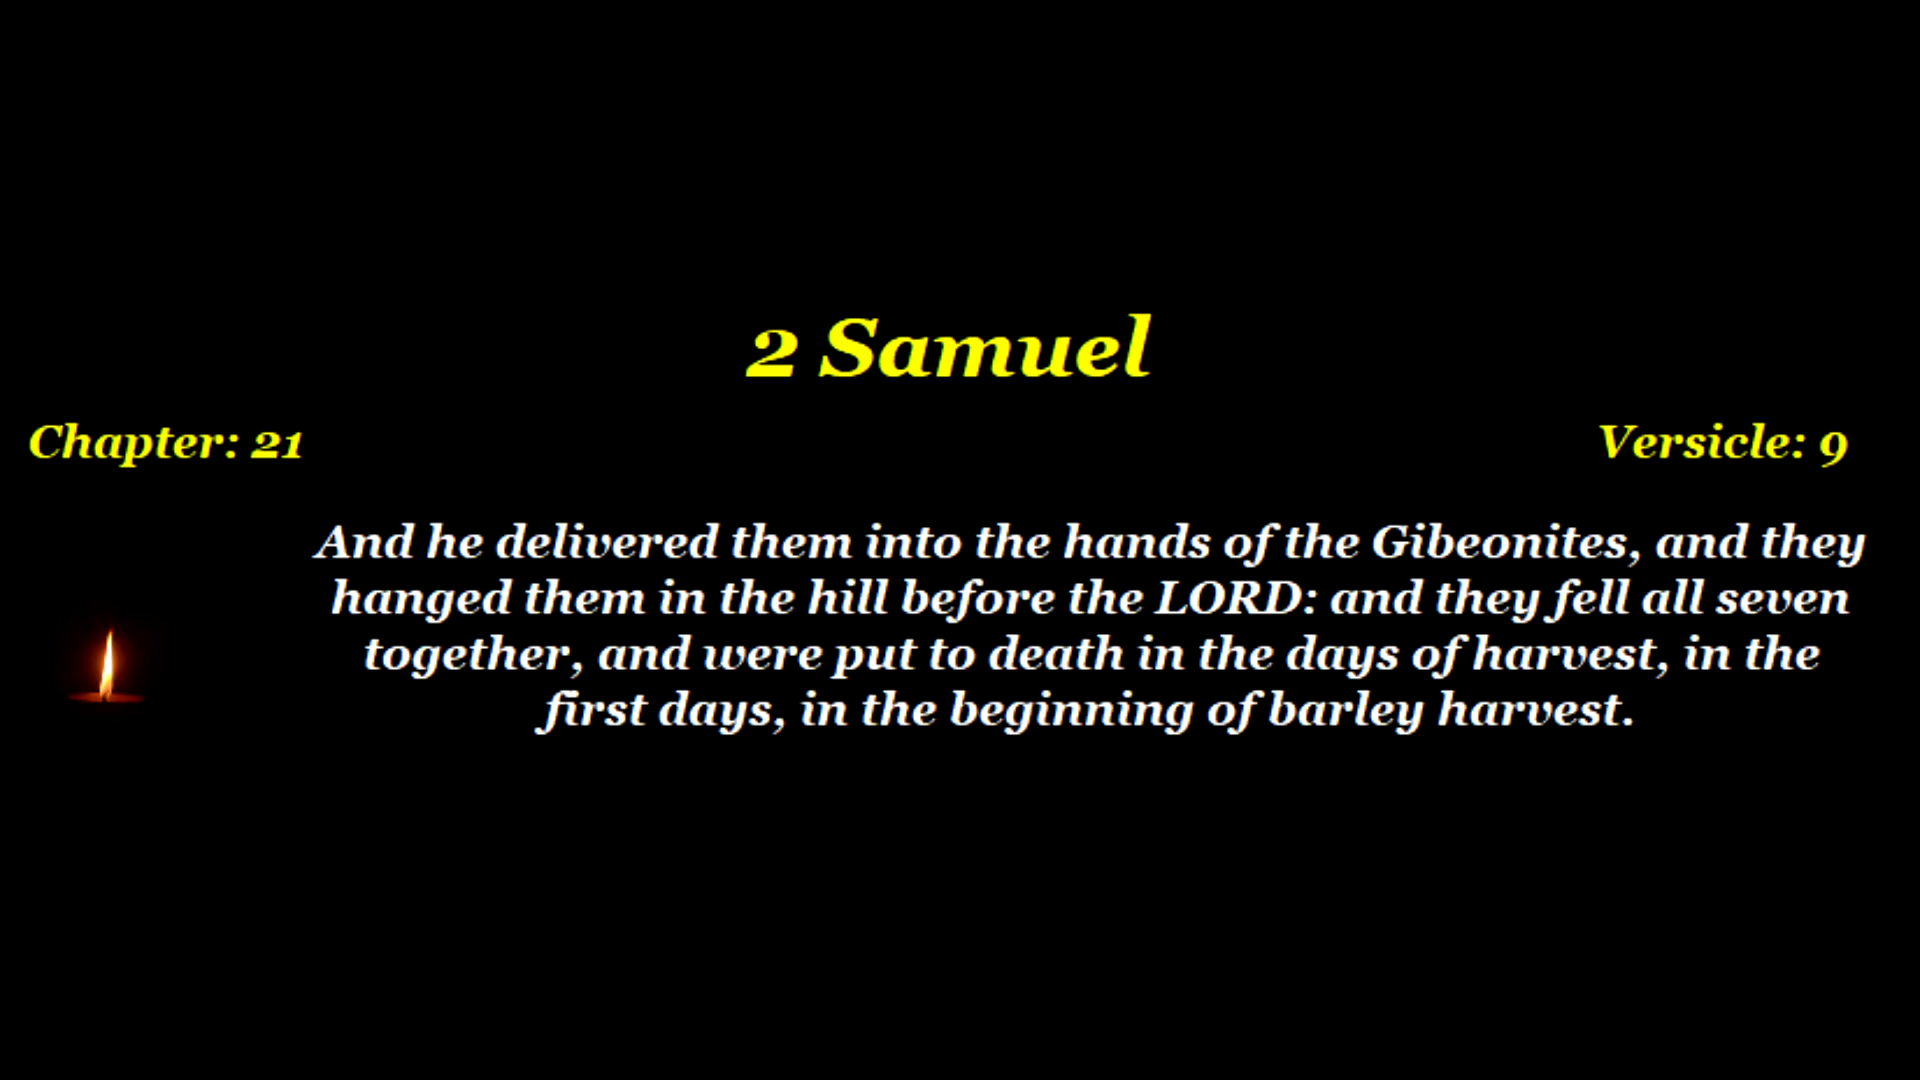 2 Samuel
Chapter: 21
Versicle: 9
And he delivered them into the hands of the Gibeonites, and they
hanged them in the hill before the LORD: and they fell all seven
together, and were put to death in the days of harvest, in the
first days, in the beginning of barley harvest.